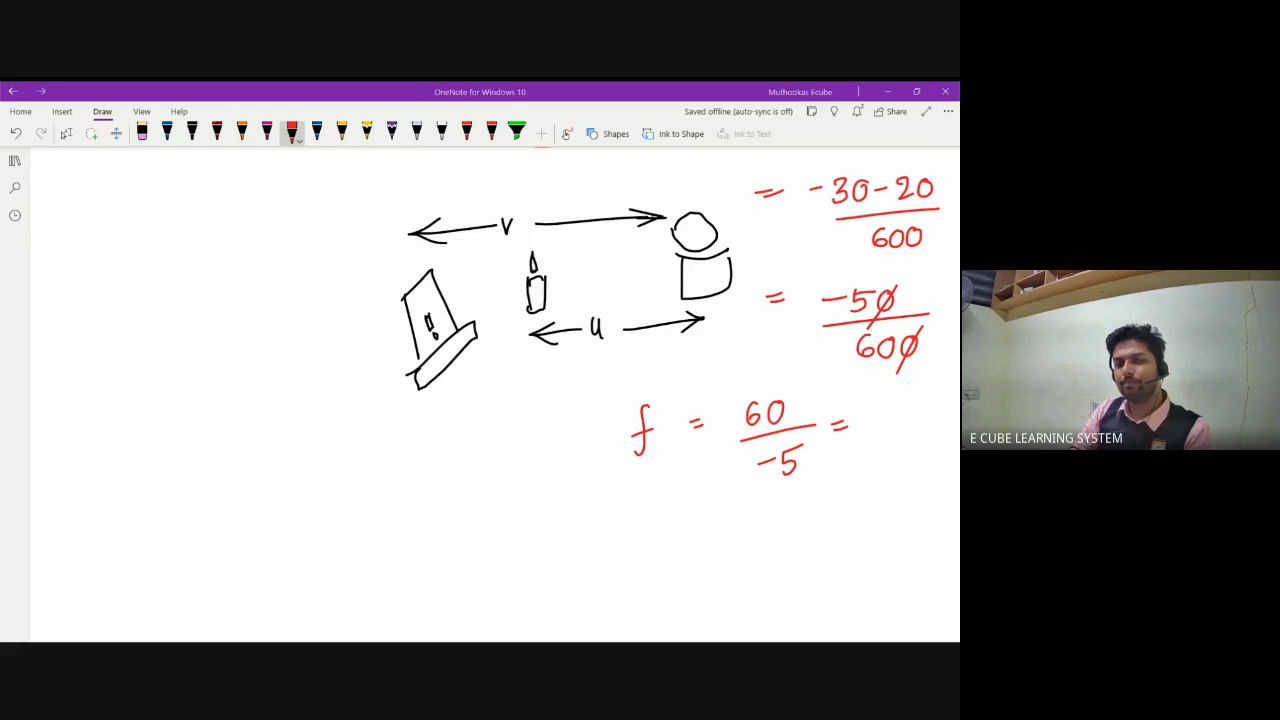 OneNote for Windows 10
Muthookas Ecube
Home Insert Draw View Help
Saved offline (auto-sync is off)
2
Share
Shapes
Ink to Shape
Ink to Text
= -30-20
600
v
= -50
600
u
f = 60 =
-5
E CUBE LEARNING SYSTEM